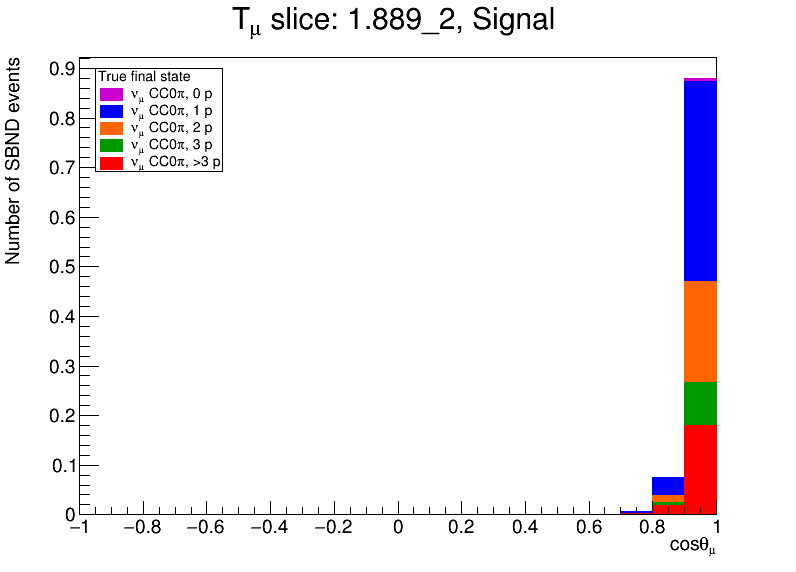 Tμ slice: 1.889_2, Signal
Number of SBND events
True final state
νμ CC0π, 0 p
νμ CC0π, 1 p
νμ CC0π, 2 p
νμ CC0π, 3 p
νμ CC0π, >3 p
0.9
0.8
0.7
0.6
0.5
0.4
0.3
0.2
0.1
0
−1 −0.8 −0.6 −0.4 −0.2 0 0.2 0.4 0.6 0.8 1
cosθμ